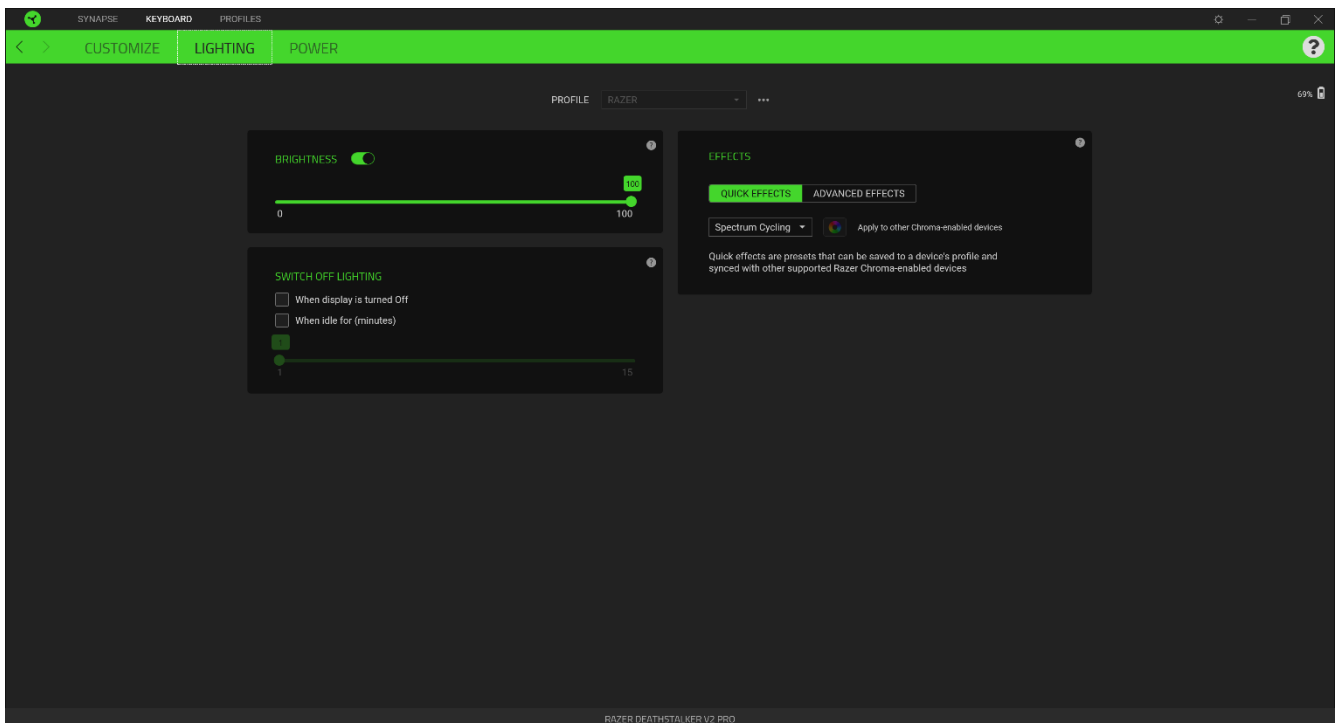 SYNAPSE KEYBOARD PROFILES
CUSTOMIZE LIGHTING POWER ?
PROFILE RAZER ...
69%
BRIGHTNESS ?
100
0 100
SWITCH OFF LIGHTING ?
When display is turned Off
When idle for (minutes)
1
1 15
EFFECTS ?
QUICK EFFECTS ADVANCED EFFECTS
Spectrum Cycling Apply to other Chroma-enabled devices
Quick effects are presets that can be saved to a device's profile and
synced with other supported Razer Chroma-enabled devices
RAZER DEATHSTALKER V2 PRO